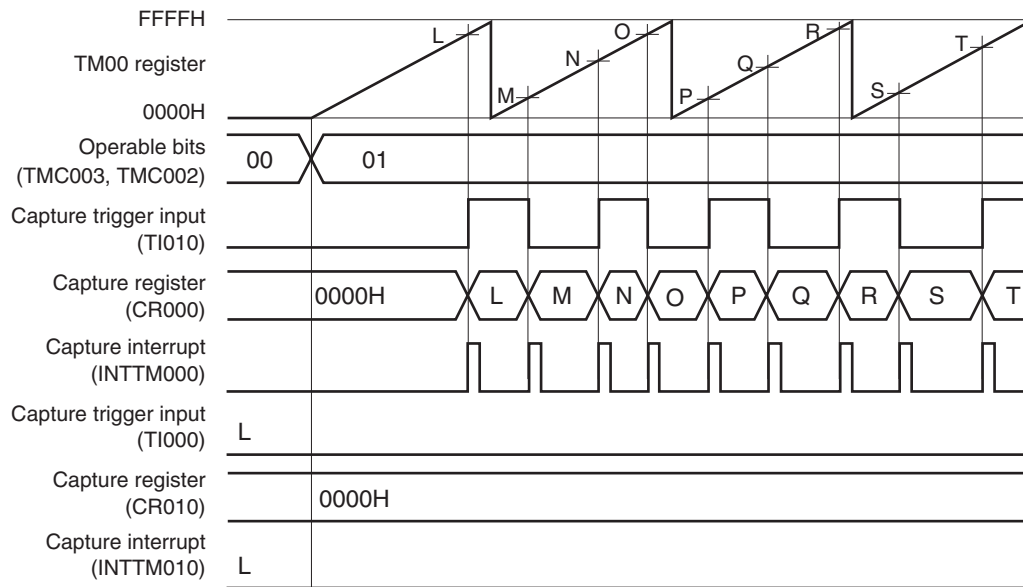 FFFFH
TM00 register
0000H
L M N O P Q R S T
Operable bits
(TMC003, TMC002)
00 01
Capture trigger input
(TI010)
Capture register
(CR000)
0000H L M N O P Q R S T
Capture interrupt
(INTTM000)
Capture trigger input
(TI000)
L
Capture register
(CR010)
0000H
Capture interrupt
(INTTM010)
L